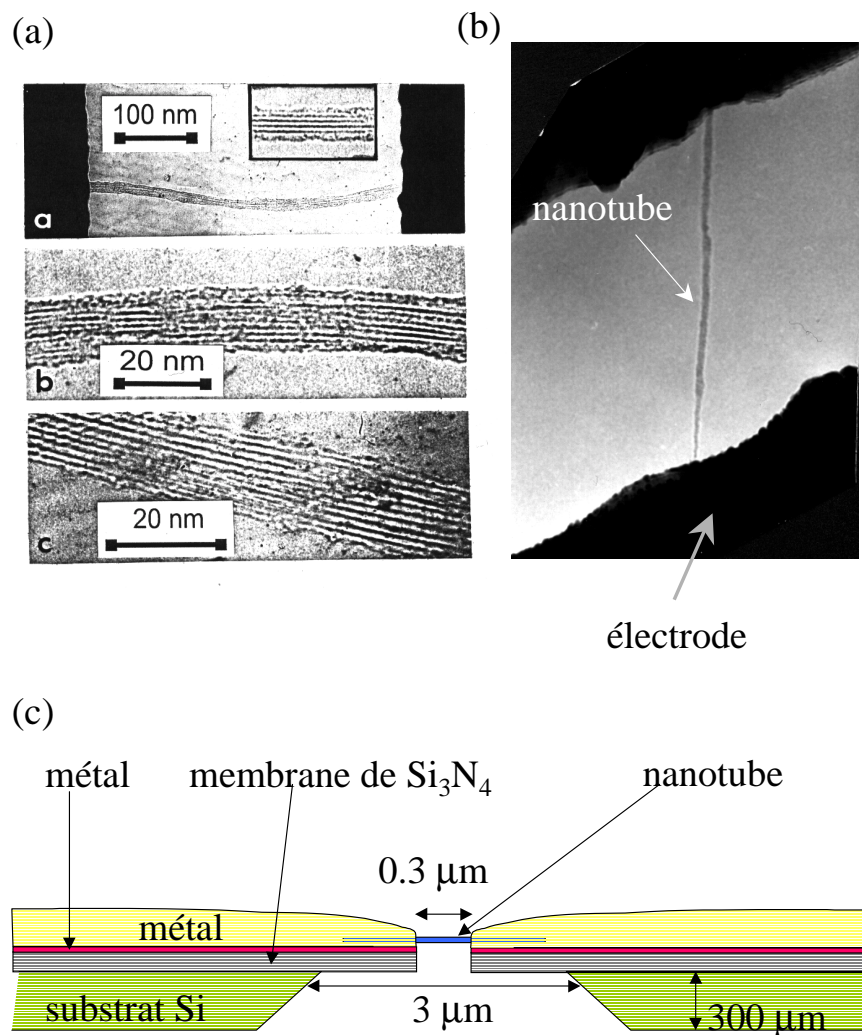 (a)
(b)
100 nm
a
20 nm
b
20 nm
c
nanotube
électrode
(c)
métal
membrane de Si₃N₄
nanotube
0.3 μm
métal
substrat Si
3 μm
300 μm